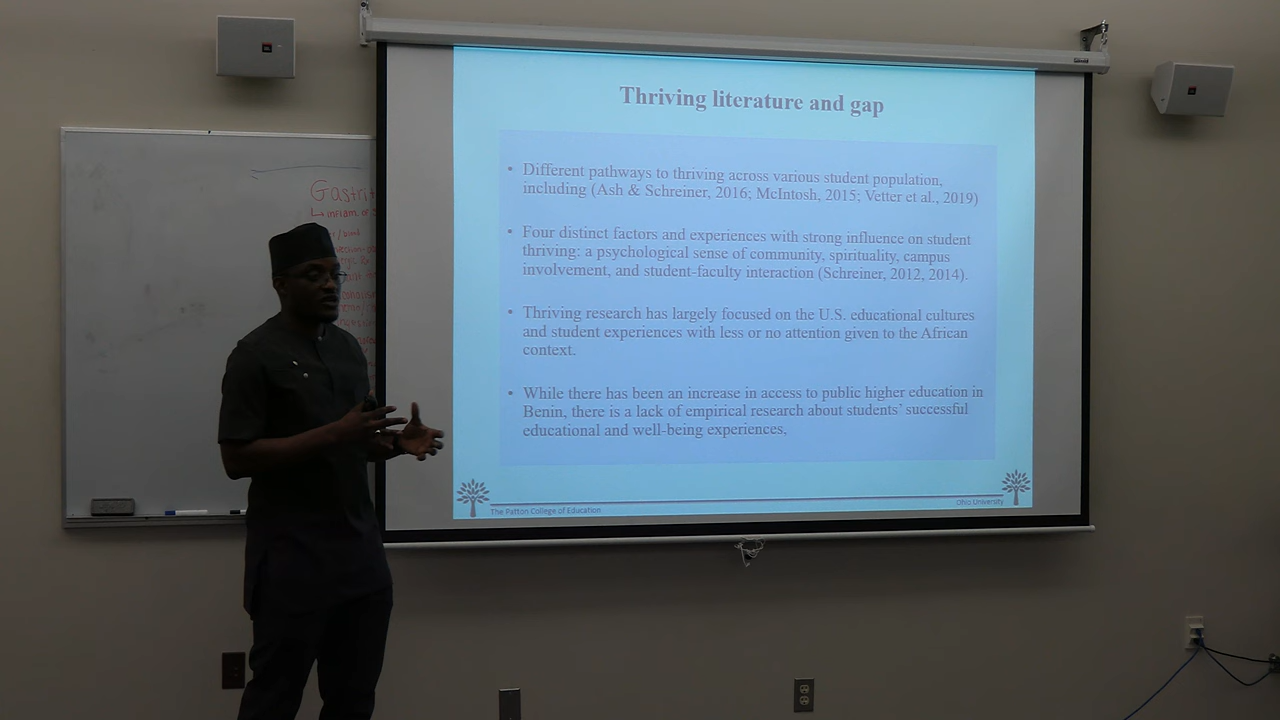 Thriving literature and gap
• Different pathways to thriving across various student population,
including (Ash & Schreiner, 2016; McIntosh, 2015; Vetter et al., 2019)
• Four distinct factors and experiences with strong influence on student
thriving: a psychological sense of community, spirituality, campus
involvement, and student-faculty interaction (Schreiner, 2012, 2014).
• Thriving research has largely focused on the U.S. educational cultures
and student experiences with less or no attention given to the African
context.
• While there has been an increase in access to public higher education in
Benin, there is a lack of empirical research about students’ successful
educational and well-being experiences,
The Patton College of Education
Ohio University
Gastrit
↳ inflam of